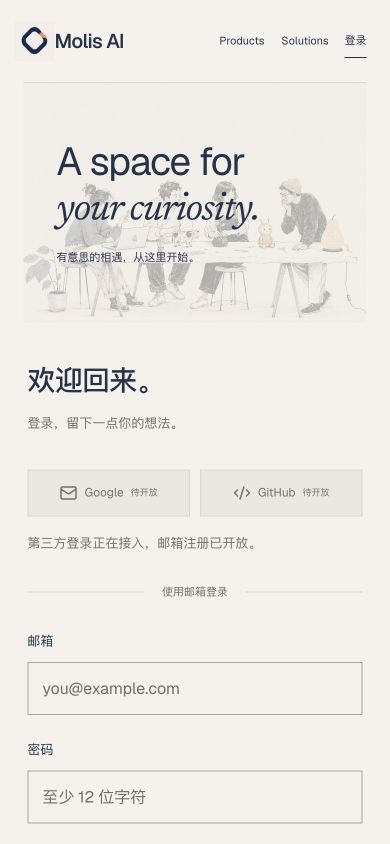 Molis AI
Products Solutions 登录
A space for
your curiosity.
有意思的相遇，从这里开始。
欢迎回来。
登录，留下一点你的想法。
Google 待开放
GitHub 待开放
第三方登录正在接入，邮箱注册已开放。
使用邮箱登录
邮箱
you@example.com
密码
至少 12 位字符